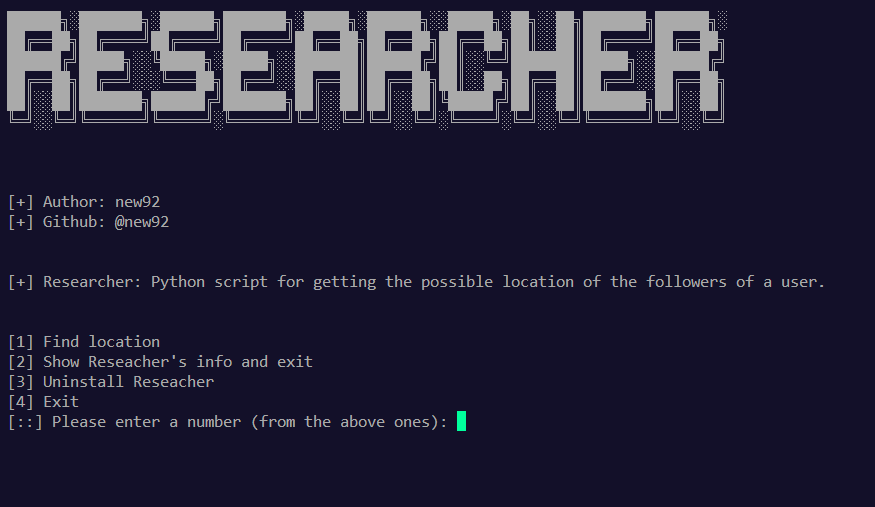 RESEARCHER
[+] Author: new92
[+] Github: @new92
[+] Researcher: Python script for getting the possible location of the followers of a user.
[1] Find location
[2] Show Reseacher's info and exit
[3] Uninstall Reseacher
[4] Exit
[::] Please enter a number (from the above ones):